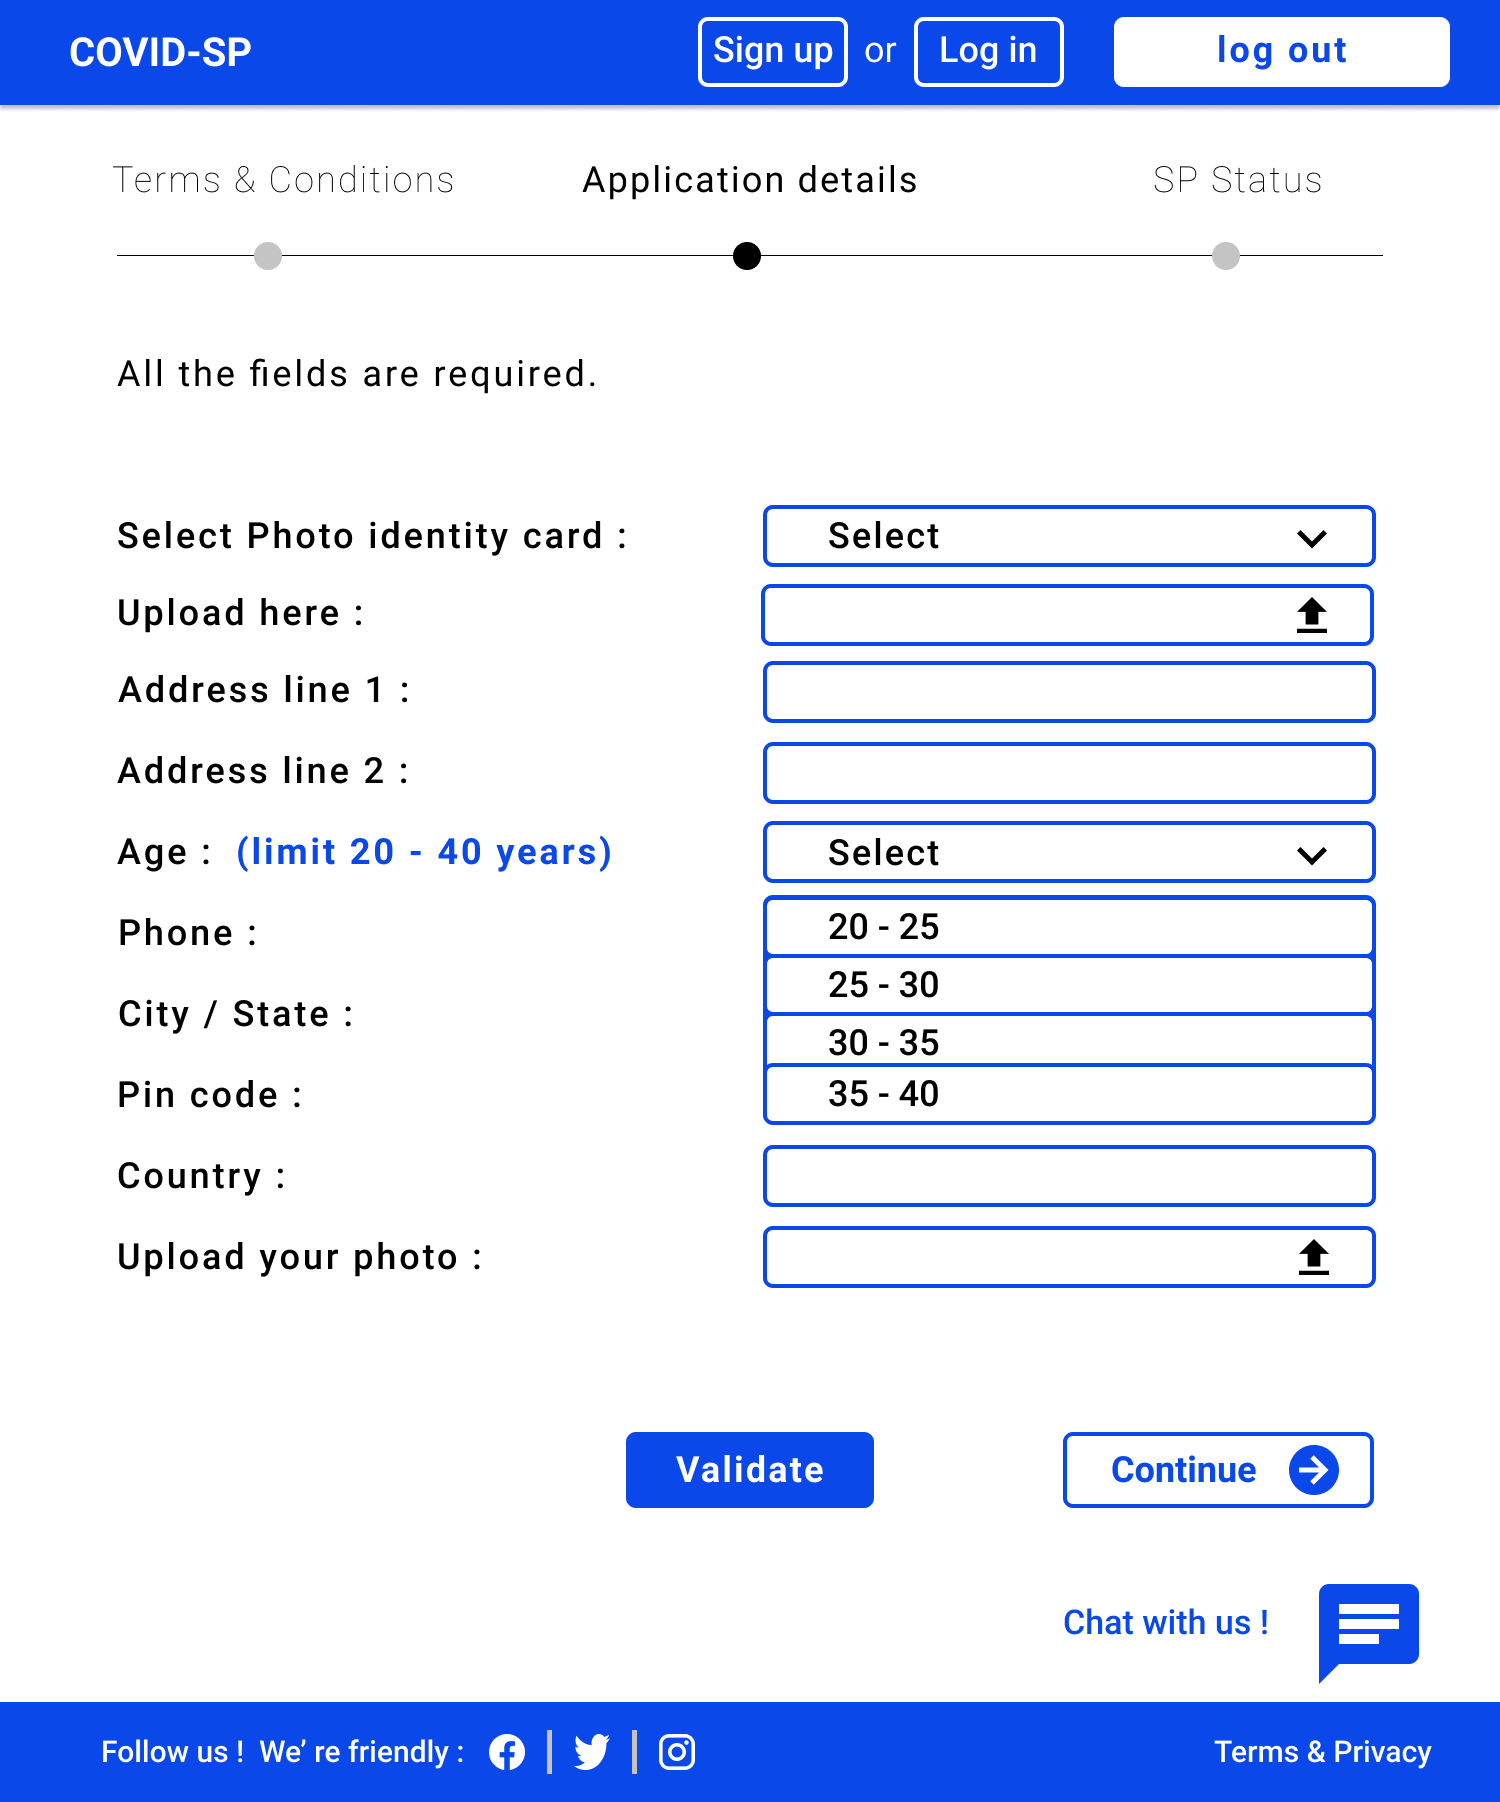 COVID-SP
Sign up or Log in log out
Terms & Conditions Application details SP Status
All the fields are required.
Select Photo identity card : Select
Upload here :
Address line 1 :
Address line 2 :
Age : (limit 20 - 40 years) Select
Phone : 20 - 25
25 - 30
City / State :
30 - 35
Pin code : 35 - 40
Country :
Upload your photo :
Validate Continue
Chat with us !
Follow us ! We’ re friendly : Terms & Privacy